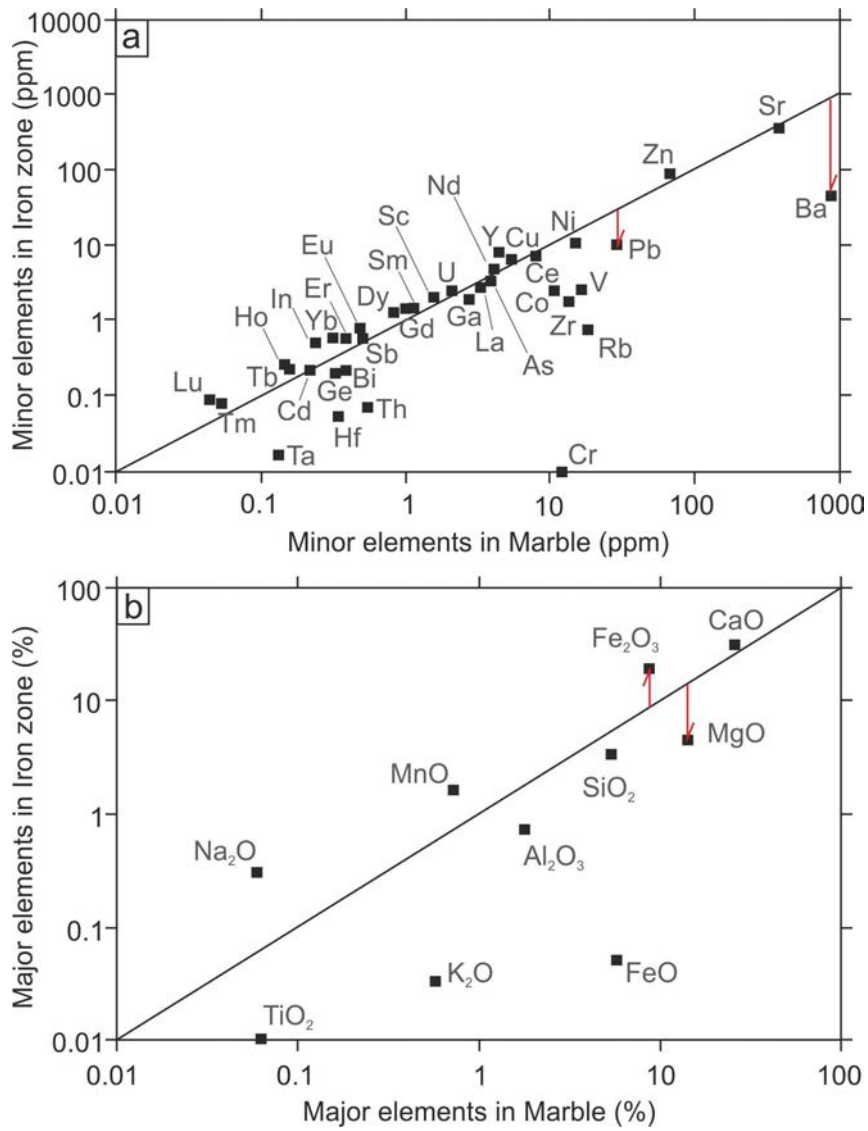 a
Minor elements in Iron zone (ppm)
10000
1000
100
10
1
0.1
0.01
Sr
Zn
Ba
Nd
Sc
Y
Cu
Ni
Eu
Sm
U
Pb
Er
Dy
Ce
V
In
Yb
Gd
Ga
Co
Ho
Sb
La
Zr
Rb
Lu
Tb
Ge
Bi
As
Tm
Cd
Th
Hf
Ta
Cr
0.01
0.1
1
10
100
1000
Minor elements in Marble (ppm)
b
Major elements in Iron zone (%)
100
10
1
0.1
0.01
CaO
Fe₂O₃
MgO
MnO
SiO₂
Na₂O
Al₂O₃
K₂O
FeO
TiO₂
0.01
0.1
1
10
100
Major elements in Marble (%)